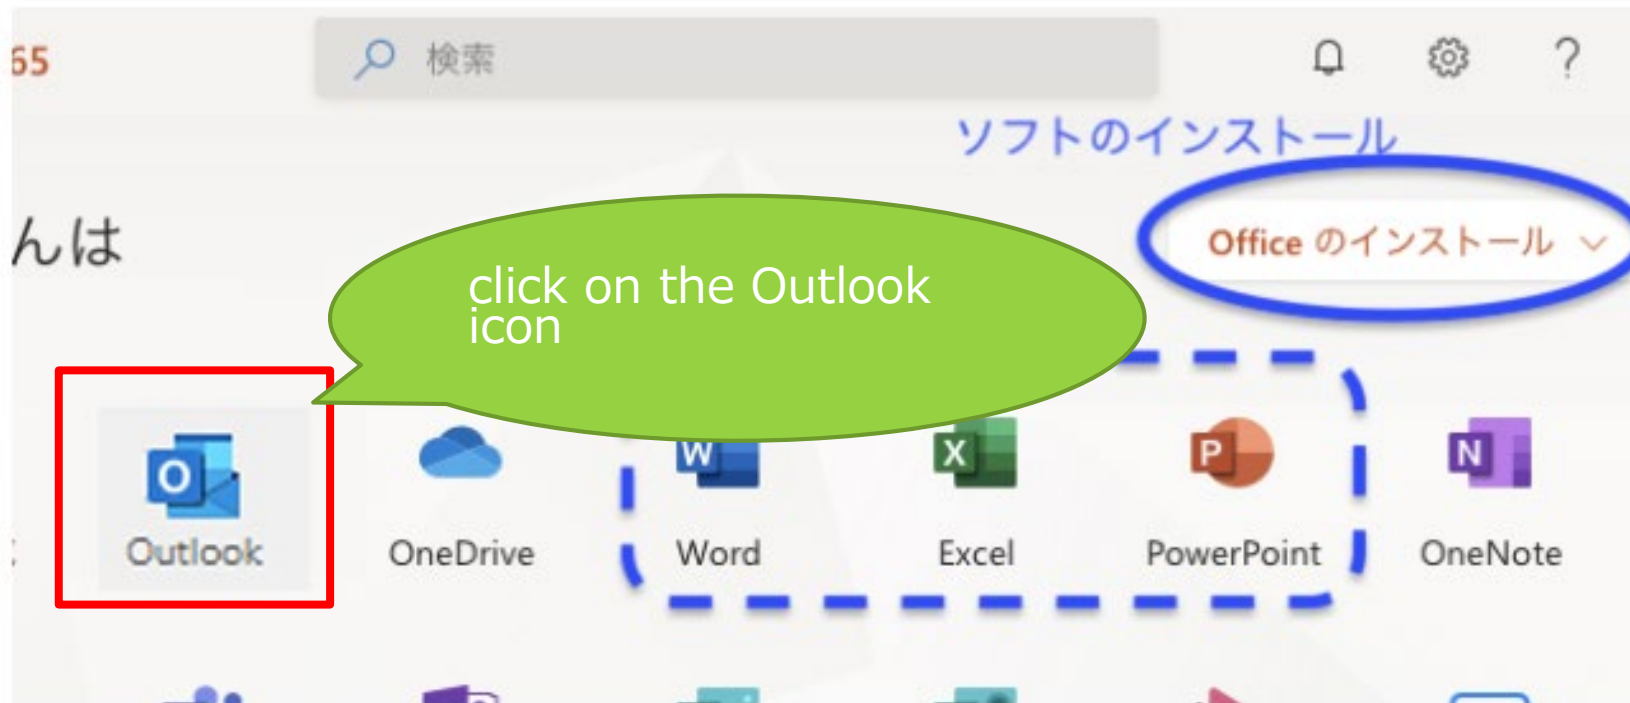 65
検索
?
ソフトのインストール
んは
Office のインストール
click on the Outlook
icon
O
W
X
P
N
Outlook
OneDrive
Word
Excel
PowerPoint
OneNote